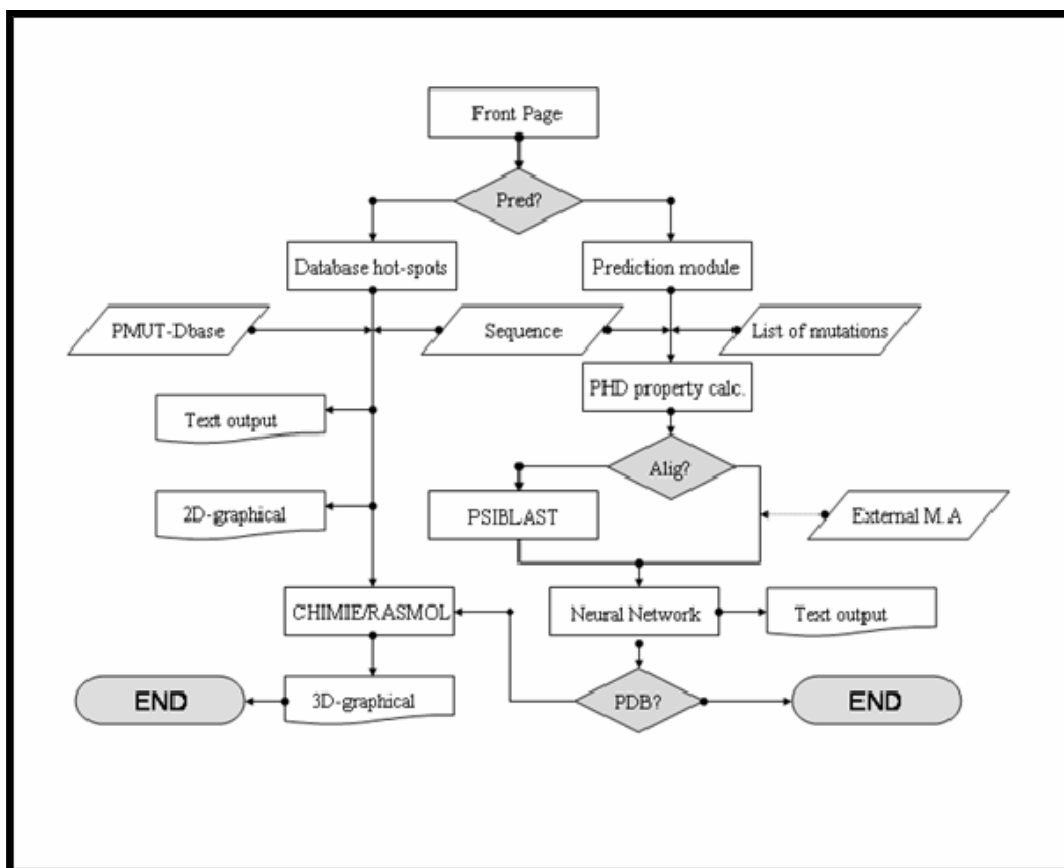 Front Page
Pred?
Database hot-spots
Prediction module
PMUT-Dbase
Sequence
List of mutations
PHD property calc.
Text output
Alig?
2D-graphical
PSIBLAST
External M.A
CHIMIE/RASMOL
Neural Network
Text output
END
3D-graphical
PDB?
END